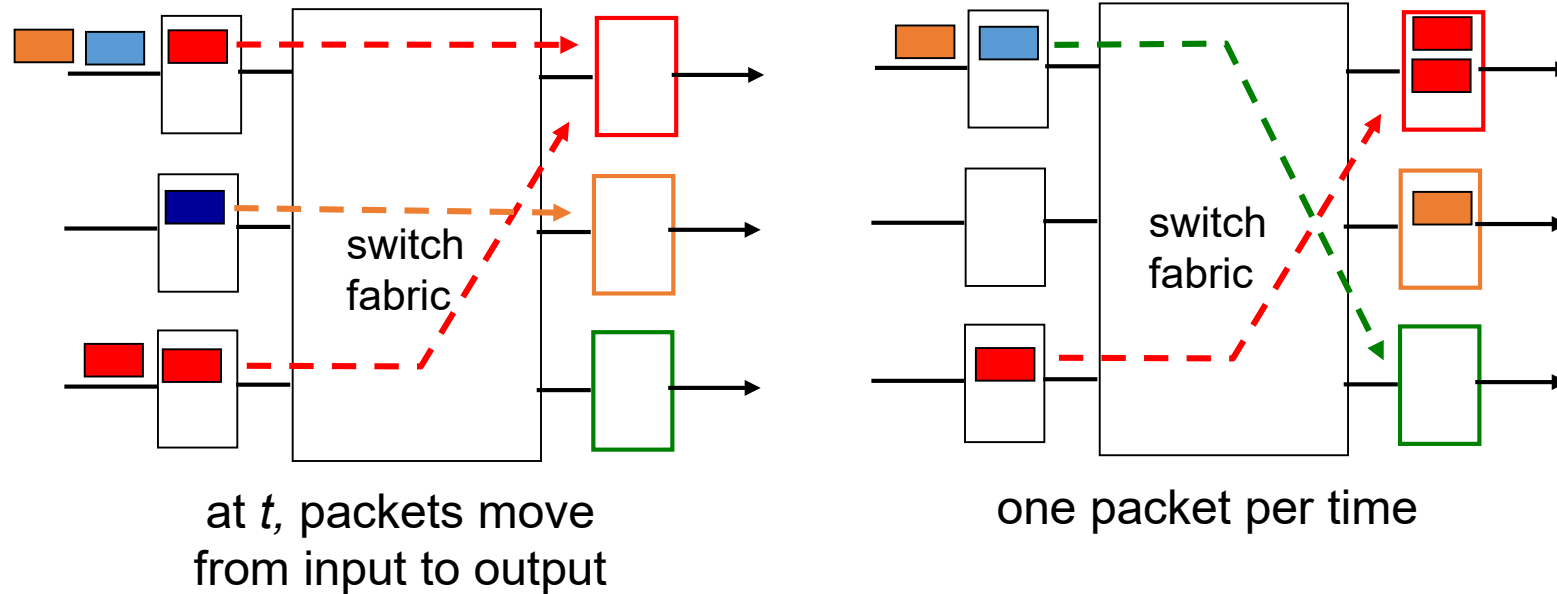 switch
fabric
at t, packets move
from input to output
switch
fabric
one packet per time